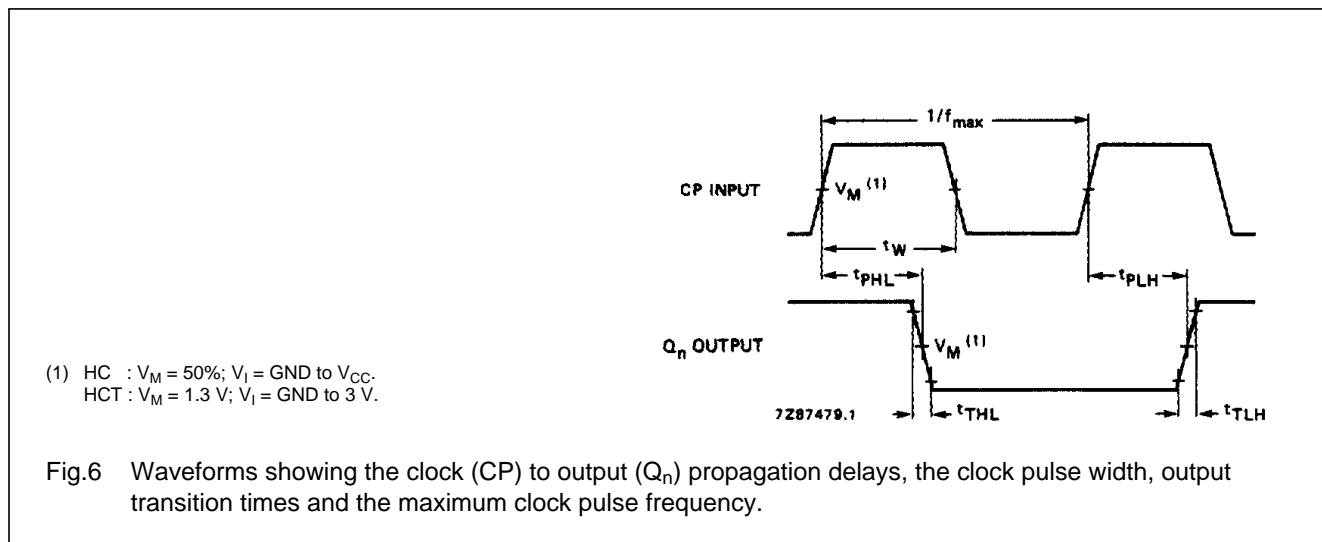 1/fmax
CP INPUT
VM (1)
tW
tPHL
tPLH
Qn OUTPUT
VM (1)
(1) HC : VM = 50%; VI = GND to VCC.
HCT : VM = 1.3 V; VI = GND to 3 V.
7Z87479.1
tTHL
tTLH
Fig.6 Waveforms showing the clock (CP) to output (Qn) propagation delays, the clock pulse width, output
transition times and the maximum clock pulse frequency.